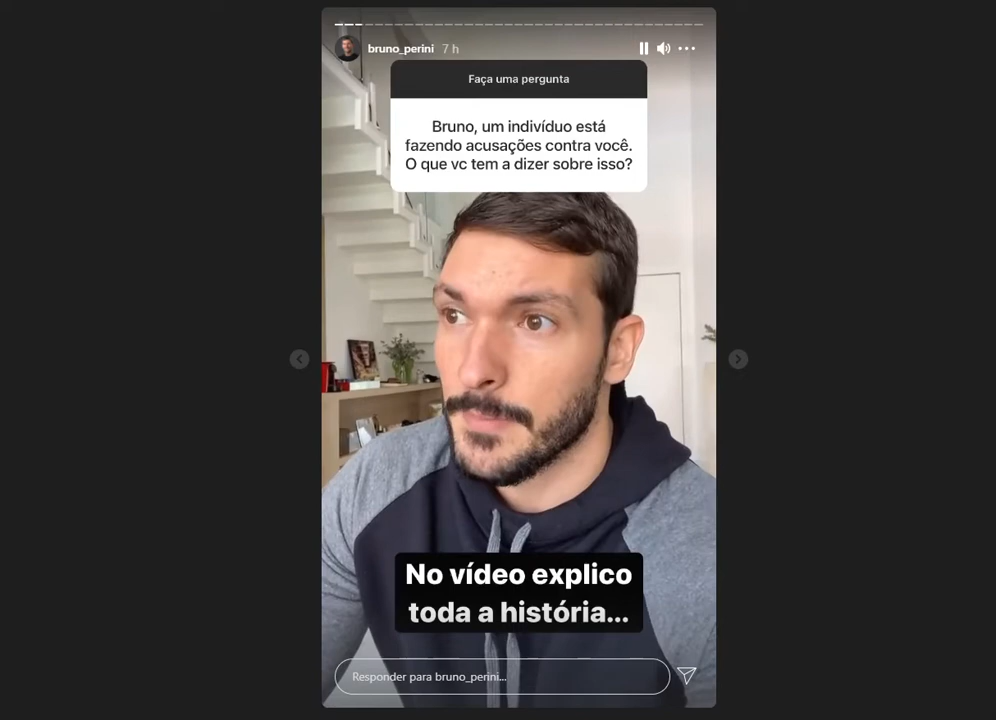 bruno_perini 7 h
Faça uma pergunta
Bruno, um indivíduo está
fazendo acusações contra você.
O que vc tem a dizer sobre isso?
No vídeo explico
toda a história...
Responder para bruno_perini...